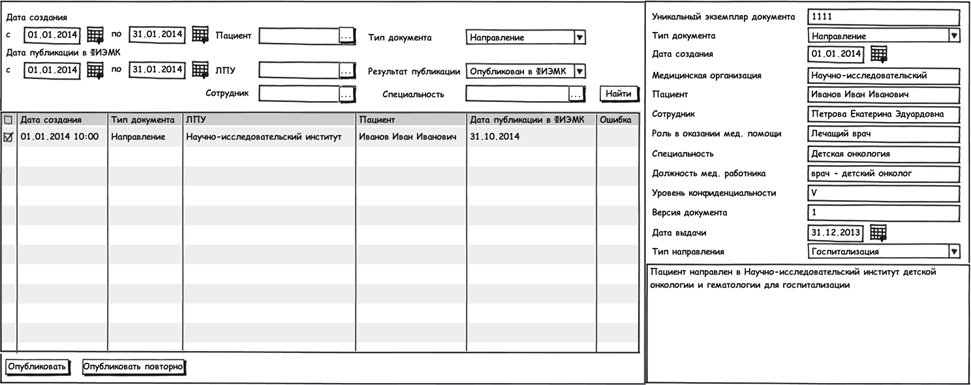 Дата создания
с 01.01.2014 по 31.01.2014 Пациент ... Тип документа Направление
Дата публикации в ФИЭМК
с 01.01.2014 по 31.01.2014 ЛПУ ... Результат публикации Опубликован в ФИЭМК
Сотрудник ... Специальность ... Найти
Дата создания Тип документа ЛПУ Пациент Дата публикации в ФИЭМК Ошибка
01.01.2014 10:00 Направление Научно-исследовательский институт Иванов Иван Иванович 31.10.2014
Опубликовать Опубликовать повторно
Уникальный экземпляр документа 1111
Тип документа Направление
Дата создания 01.01.2014
Медицинская организация Научно-исследовательский
Пациент Иванов Иван Иванович
Сотрудник Петрова Екатерина Эдуардовна
Роль в оказании мед. помощи Лечащий врач
Специальность Детская онкология
Должность мед. работника врач - детский онколог
Уровень конфиденциальности V
Версия документа 1
Дата выдачи 31.12.2013
Тип направления Госпитализация
Пациент направлен в Научно-исследовательский институт детской
онкологии и гематологии для госпитализации